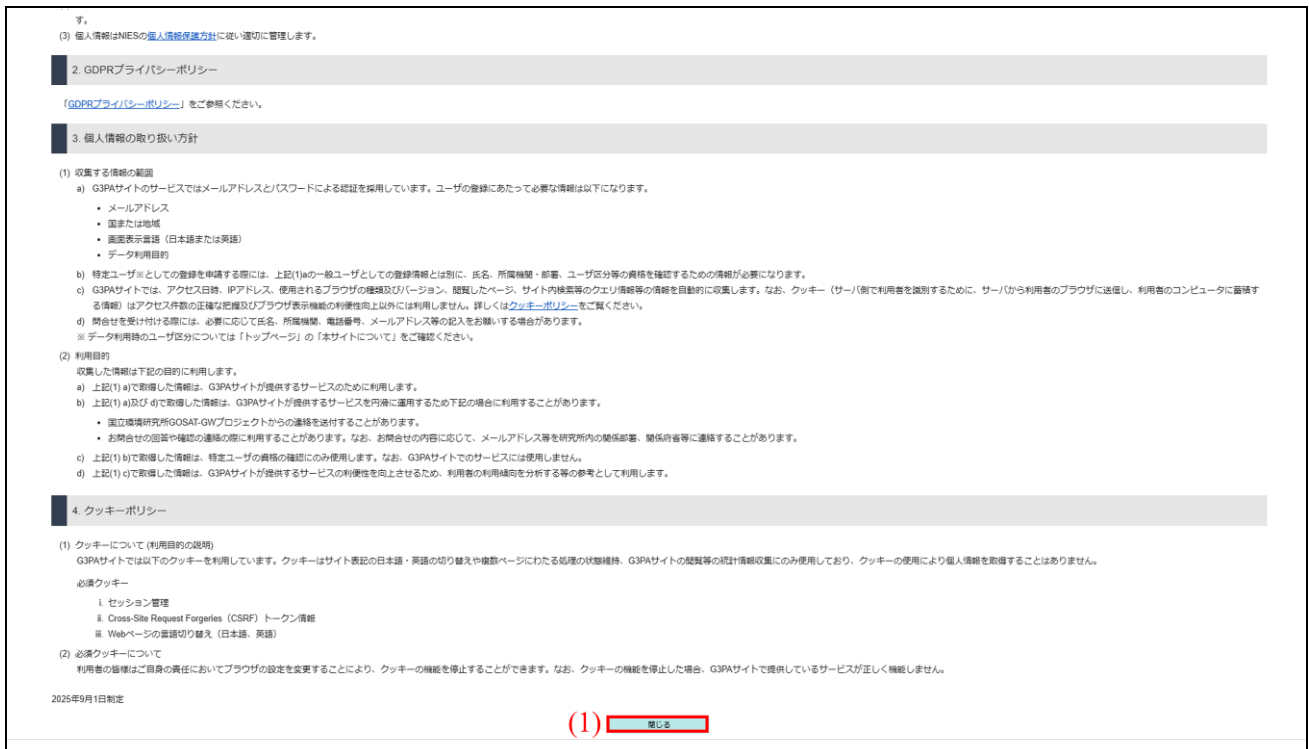 す。
(3) 個人情報はNIESの個人情報保護方針に従い適切に管理します。
2. GDPRプライバシーポリシー
「GDPRプライバシーポリシー」をご参照ください。
3. 個人情報の取り扱い方針
(1) 収集する情報の範囲
a) G3PAサイトのサービスではメールアドレスとパスワードによる認証を採用しています。ユーザの登録にあたって必要な情報は以下になります。
• メールアドレス
• 国または地域
• 画面表示言語（日本語または英語）
• データ利用目的
b) 特定ユーザ※としての登録を申請する際には、上記(1)aの一般ユーザとしての登録情報とは別に、氏名、所属機関・部署、ユーザ区分等の資格を確認するための情報が必要になります。
c) G3PAサイトでは、アクセス日時、IPアドレス、使用されるブラウザの種類及びバージョン、閲覧したページ、サイト内検索等のクエリ情報等の情報を自動的に収集します。なお、クッキー（サーバ側で利用者を識別するために、サーバから利用者のブラウザに送信し、利用者のコンピュータに蓄積す
る情報）はアクセス件数の正確な把握及びブラウザ表示機能の利便性向上以外には利用しません。詳しくはクッキーポリシーをご覧ください。
d) 問合せを受け付ける際には、必要に応じて氏名、所属機関、電話番号、メールアドレス等の記入をお願いする場合があります。
※ データ利用時のユーザ区分については「トップページ」の「本サイトについて」をご確認ください。
(2) 利用目的
収集した情報は下記の目的に利用します。
a) 上記(1) a)で取得した情報は、G3PAサイトが提供するサービスのために利用します。
b) 上記(1) a)及び d)で取得した情報は、G3PAサイトが提供するサービスを円滑に運用するため下記の場合に利用することがあります。
• 国立環境研究所GOSAT-GWプロジェクトからの連絡を送付することがあります。
• お問合せの回答や確認の連絡の際に利用することがあります。なお、お問合せの内容に応じて、メールアドレス等を研究所内の関係部署、関係府省等に連絡することがあります。
c) 上記(1) b)で取得した情報は、特定ユーザの資格の確認にのみ使用します。なお、G3PAサイトでのサービスには使用しません。
d) 上記(1) c)で取得した情報は、G3PAサイトが提供するサービスの利便性を向上させるため、利用者の利用傾向を分析する等の参考として利用します。
4. クッキーポリシー
(1) クッキーについて (利用目的の説明)
G3PAサイトでは以下のクッキーを利用しています。クッキーはサイト表記の日本語・英語の切り替えや複数ページにわたる処理の状態維持、G3PAサイトの閲覧等の統計情報収集にのみ使用しており、クッキーの使用により個人情報を取得することはありません。
必須クッキー
i. セッション管理
ii. Cross-Site Request Forgeries（CSRF）トークン情報
iii. Webページの言語切り替え（日本語、英語）
(2) 必須クッキーについて
利用者の皆様はご自身の責任においてブラウザの設定を変更することにより、クッキーの機能を停止することができます。なお、クッキーの機能を停止した場合、G3PAサイトで提供しているサービスが正しく機能しません。
2025年9月1日制定
(1) 閉じる